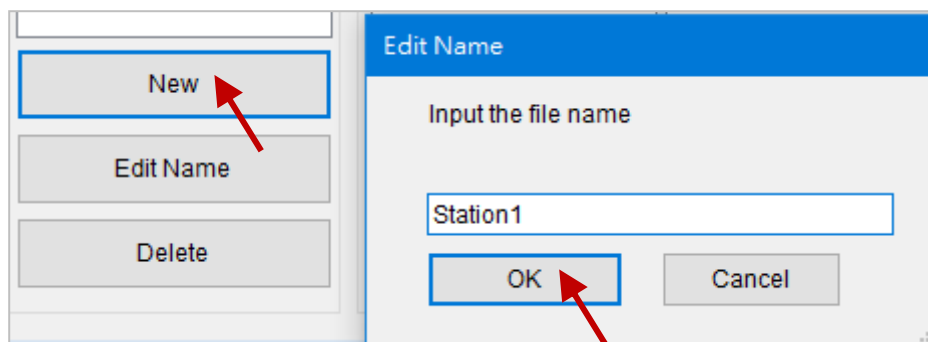 New
Edit Name
Delete
Edit Name
Input the file name
Station1
OK
Cancel